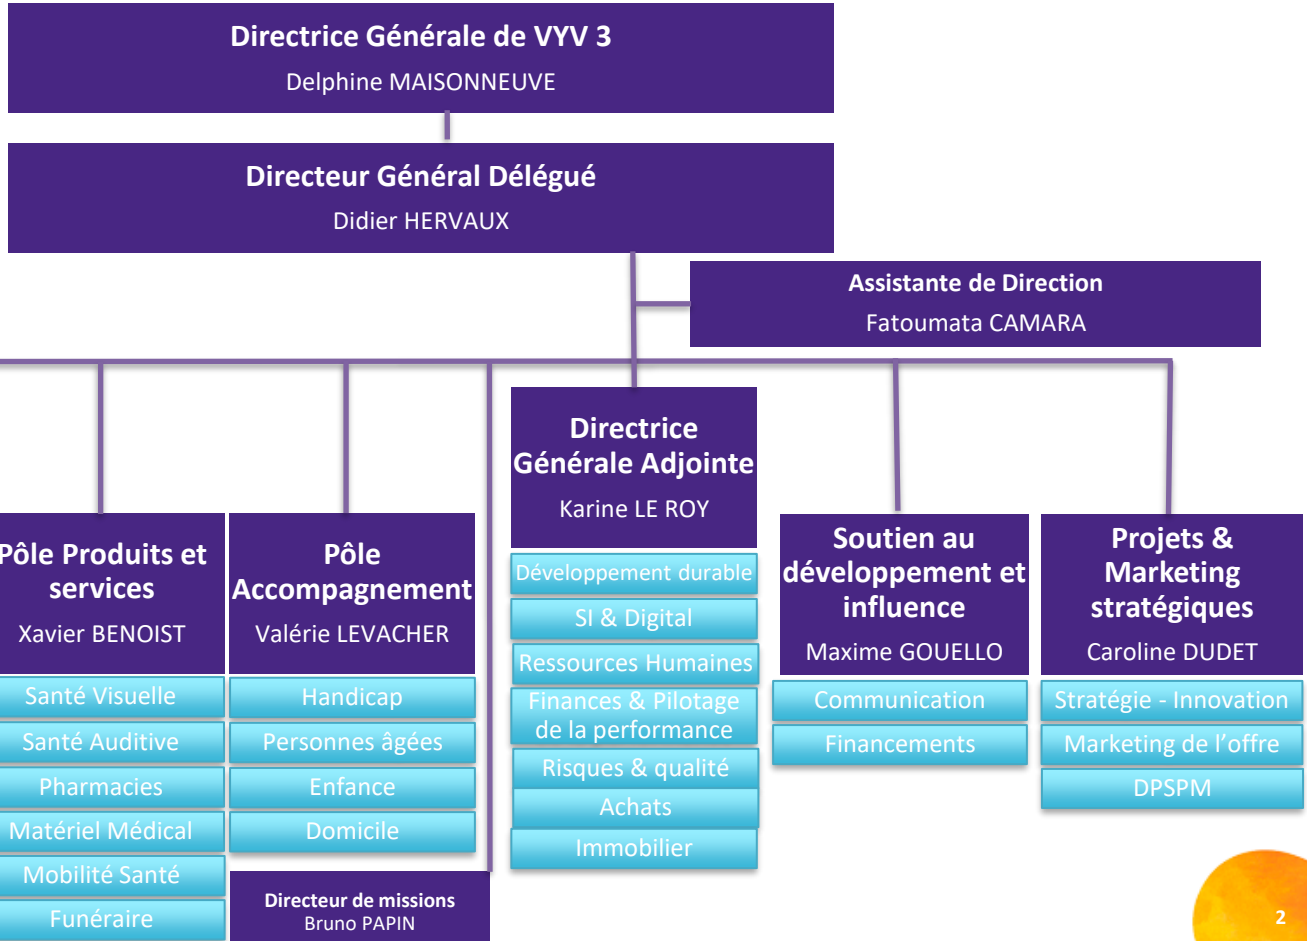 Directrice Générale de VYV 3
Delphine MAISONNEUVE
Directeur Général Délégué
Didier HERVAUX
Assistante de Direction
Fatoumata CAMARA
Pôle Produits et
services
Xavier BENOIST
Santé Visuelle
Santé Auditive
Pharmacies
Matériel Médical
Mobilité Santé
Funéraire
Pôle
Accompagnement
Valérie LEVACHER
Handicap
Personnes âgées
Enfance
Domicile
Directeur de missions
Bruno PAPIN
Directrice
Générale Adjointe
Karine LE ROY
Développement durable
SI & Digital
Ressources Humaines
Finances & Pilotage
de la performance
Risques & qualité
Achats
Immobilier
Soutien au
développement et
influence
Maxime GOUELLO
Communication
Financements
Projets &
Marketing
stratégiques
Caroline DUDET
Stratégie - Innovation
Marketing de l’offre
DPSPM
2